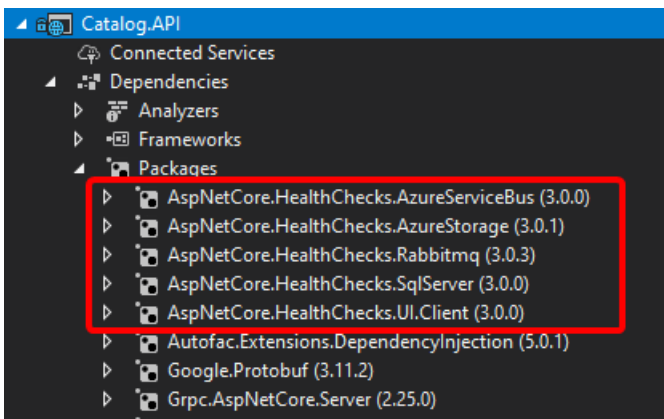 Catalog.API
Connected Services
Dependencies
Analyzers
Frameworks
Packages
AspNetCore.HealthChecks.AzureServiceBus (3.0.0)
AspNetCore.HealthChecks.AzureStorage (3.0.1)
AspNetCore.HealthChecks.Rabbitmq (3.0.3)
AspNetCore.HealthChecks.SqlServer (3.0.0)
AspNetCore.HealthChecks.UI.Client (3.0.0)
Autofac.Extensions.DependencyInjection (5.0.1)
Google.Protobuf (3.11.2)
Grpc.AspNetCore.Server (2.25.0)